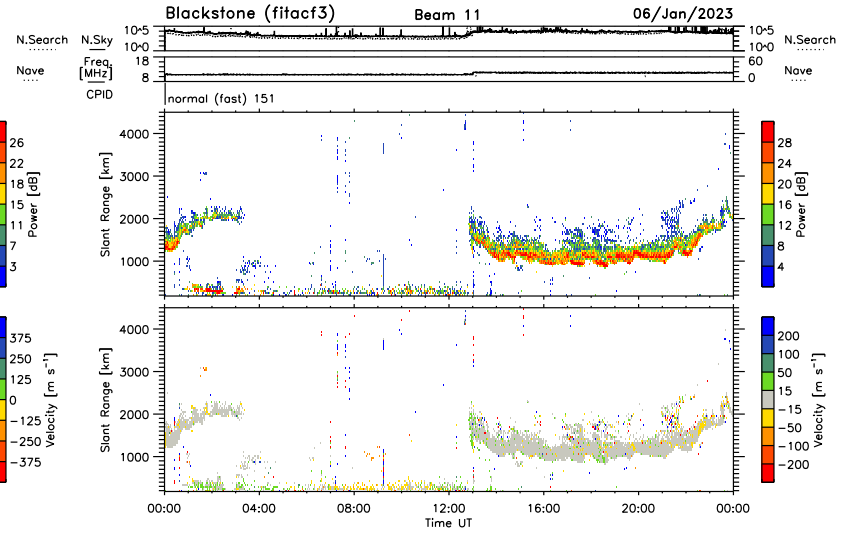 Blackstone (fitacf3) Beam 11 06/Jan/2023
N.Search N.Sky 10^5 10^5 N.Search
10^0 10^0
Nave Freq. [MHz] 18 60 Nave
8 0
CPID normal (fast) 151
Power [dB] 26 22 18 15 11 7 3
Slant Range [km] 4000 3000 2000 1000
28 24 20 16 12 8 4 Power [dB]
Velocity [m s⁻¹] 375 250 125 0 −125 −250 −375
Slant Range [km] 4000 3000 2000 1000
200 100 50 15 −15 −50 −100 −200 Velocity [m s⁻¹]
00:00 04:00 08:00 12:00 16:00 20:00 00:00
Time UT